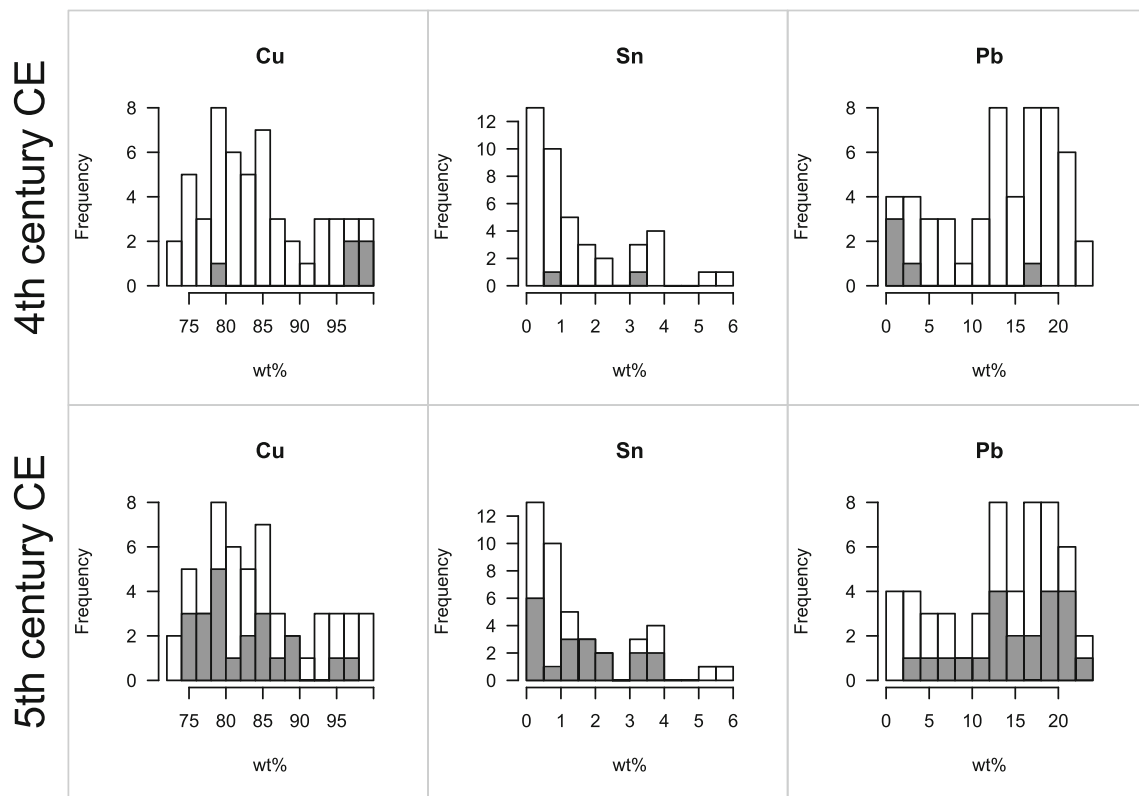 4th century CE
Cu
Frequency
0 2 4 6 8
75 80 85 90 95
wt%
Sn
Frequency
0 2 4 6 8 10 12
0 1 2 3 4 5 6
wt%
Pb
Frequency
0 2 4 6 8
0 5 10 15 20
wt%
5th century CE
Cu
Frequency
0 2 4 6 8
75 80 85 90 95
wt%
Sn
Frequency
0 2 4 6 8 10 12
0 1 2 3 4 5 6
wt%
Pb
Frequency
0 2 4 6 8
0 5 10 15 20
wt%